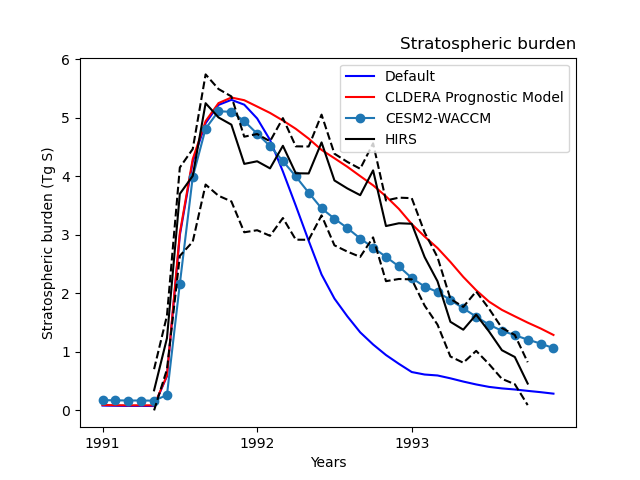 Stratospheric burden
Default
CLDERA Prognostic Model
CESM2-WACCM
HIRS
Stratospheric burden (Tg S)
6
5
4
3
2
1
0
1991
1992
1993
Years